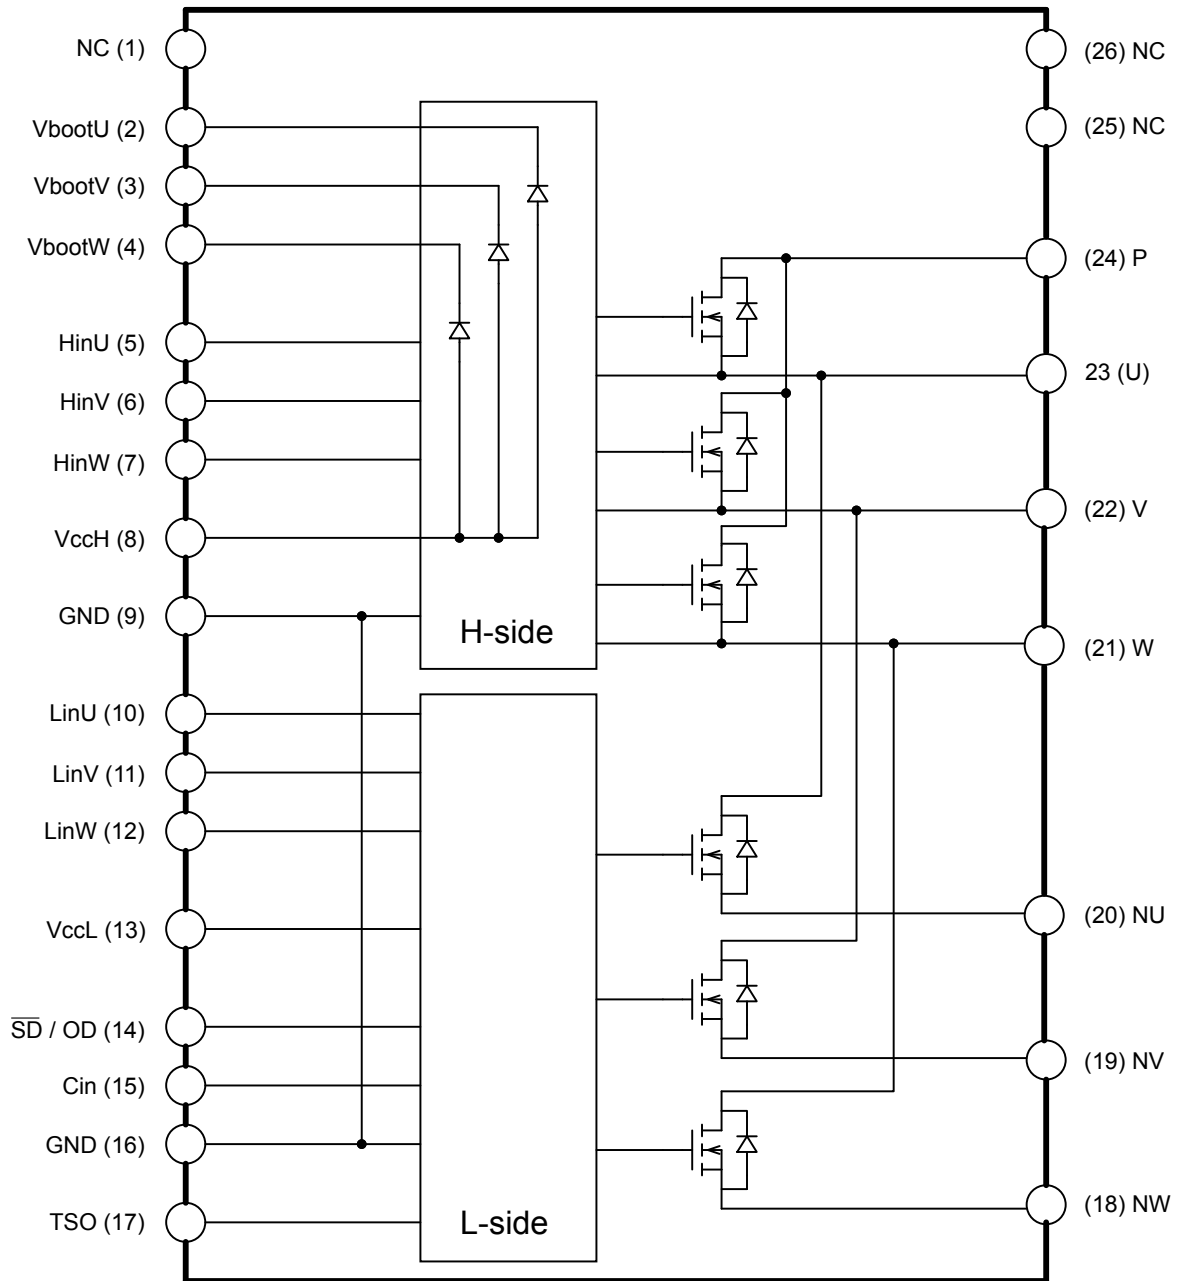 NC (1)
VbootU (2)
VbootV (3)
VbootW (4)
HinU (5)
HinV (6)
HinW (7)
VccH (8)
GND (9)
LinU (10)
LinV (11)
LinW (12)
VccL (13)
S̅D̅ / OD (14)
Cin (15)
GND (16)
TSO (17)
H-side
L-side
(26) NC
(25) NC
(24) P
23 (U)
(22) V
(21) W
(20) NU
(19) NV
(18) NW